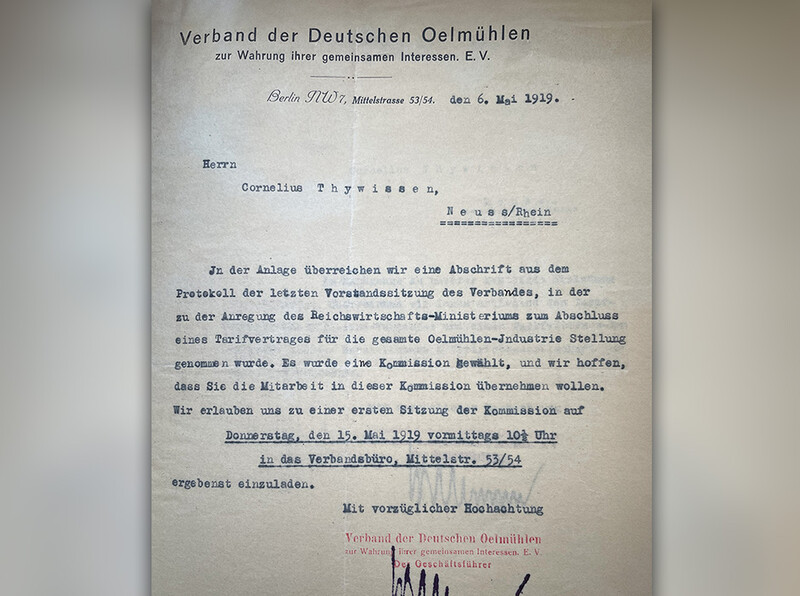 Verband der Deutschen Oelmühlen
zur Wahrung ihrer gemeinsamen Interessen. E. V.
Berlin NW 7, Mittelstrasse 53/54. den 6. Mai 1919.
Herrn
Cornelius Thywissen,
Neuss/Rhein
Jn der Anlage überreichen wir eine Abschrift aus dem
Protokoll der letzten Vorstandssitzung des Verbandes, in der
zu der Anregung des Reichswirtschafts-Ministeriums zum Abschluss
eines Tarifvertrages für die gesamte Oelmühlen-Jndustrie Stellung
genommen wurde. Es wurde eine Kommission gewählt, und wir hoffen,
dass Sie die Mitarbeit in dieser Kommission übernehmen wollen.
Wir erlauben uns zu einer ersten Sitzung der Kommission auf
Donnerstag, den 15. Mai 1919 vormittags 10½ Uhr
in das Verbandsbüro, Mittelstr. 53/54
ergebenst einzuladen.
Mit vorzüglicher Hochachtung
Verband der Deutschen Oelmühlen
zur Wahrung ihrer gemeinsamen Interessen. E. V.
Der Geschäftsführer